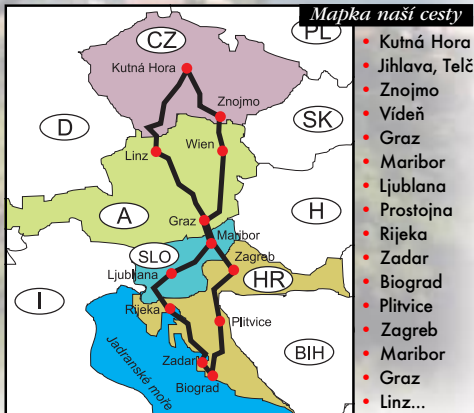 Mapka naší cesty
CZ
PL
Kutná Hora
Znojmo
D
SK
Linz
Wien
A
H
Graz
Maribor
SLO
Zagreb
Ljubljana
HR
I
Rijeka
Plitvice
Zadar
BIH
Biograd
Jadranské moře
Kutná Hora
Jihlava, Telč
Znojmo
Vídeň
Graz
Maribor
Ljublana
Prostojna
Rijeka
Zadar
Biograd
Plitvice
Zagreb
Maribor
Graz
Linz...